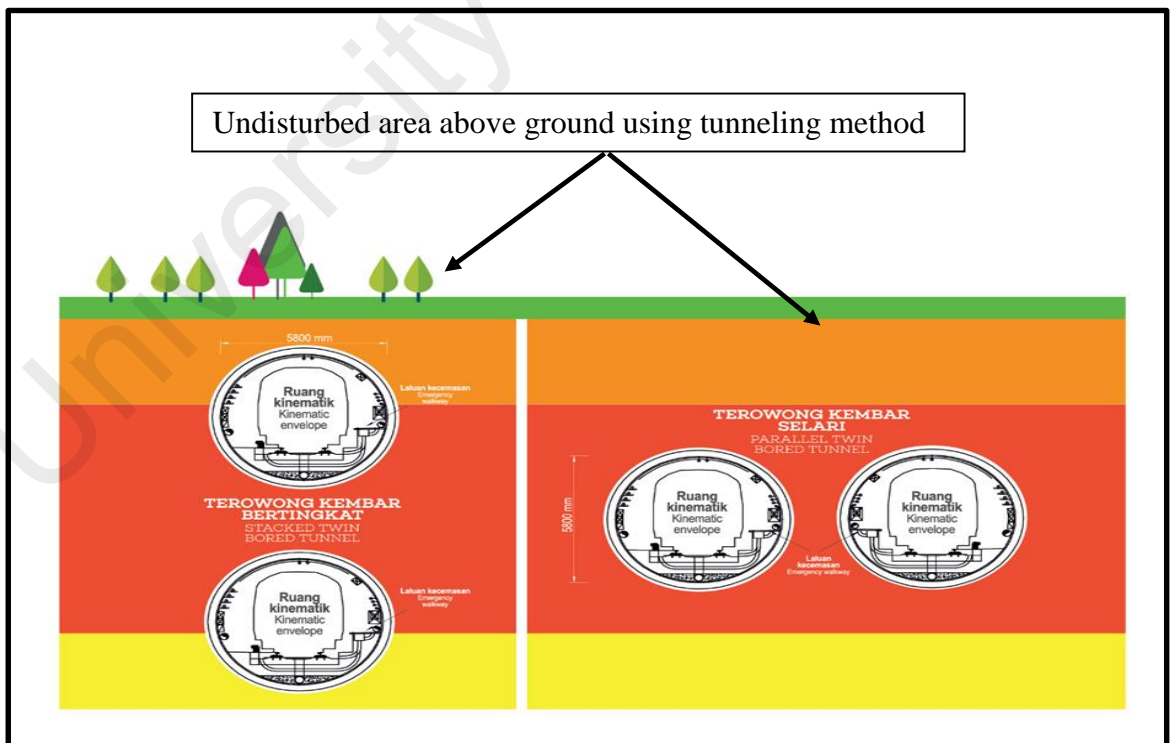 University
Undisturbed area above ground using tunneling method
5800 mm
Ruang
kinematik
Kinematic
envelope
Laluan kecemasan
Emergency
walkway
TEROWONG KEMBAR
BERTINGKAT
STACKED TWIN
BORED TUNNEL
Ruang
kinematik
Kinematic
envelope
Laluan kecemasan
Emergency
walkway
TEROWONG KEMBAR
SELARI
PARALLEL TWIN
BORED TUNNEL
5800 mm
Ruang
kinematik
Kinematic
envelope
Laluan
kecemasan
Emergency walkway
Ruang
kinematik
Kinematic
envelope